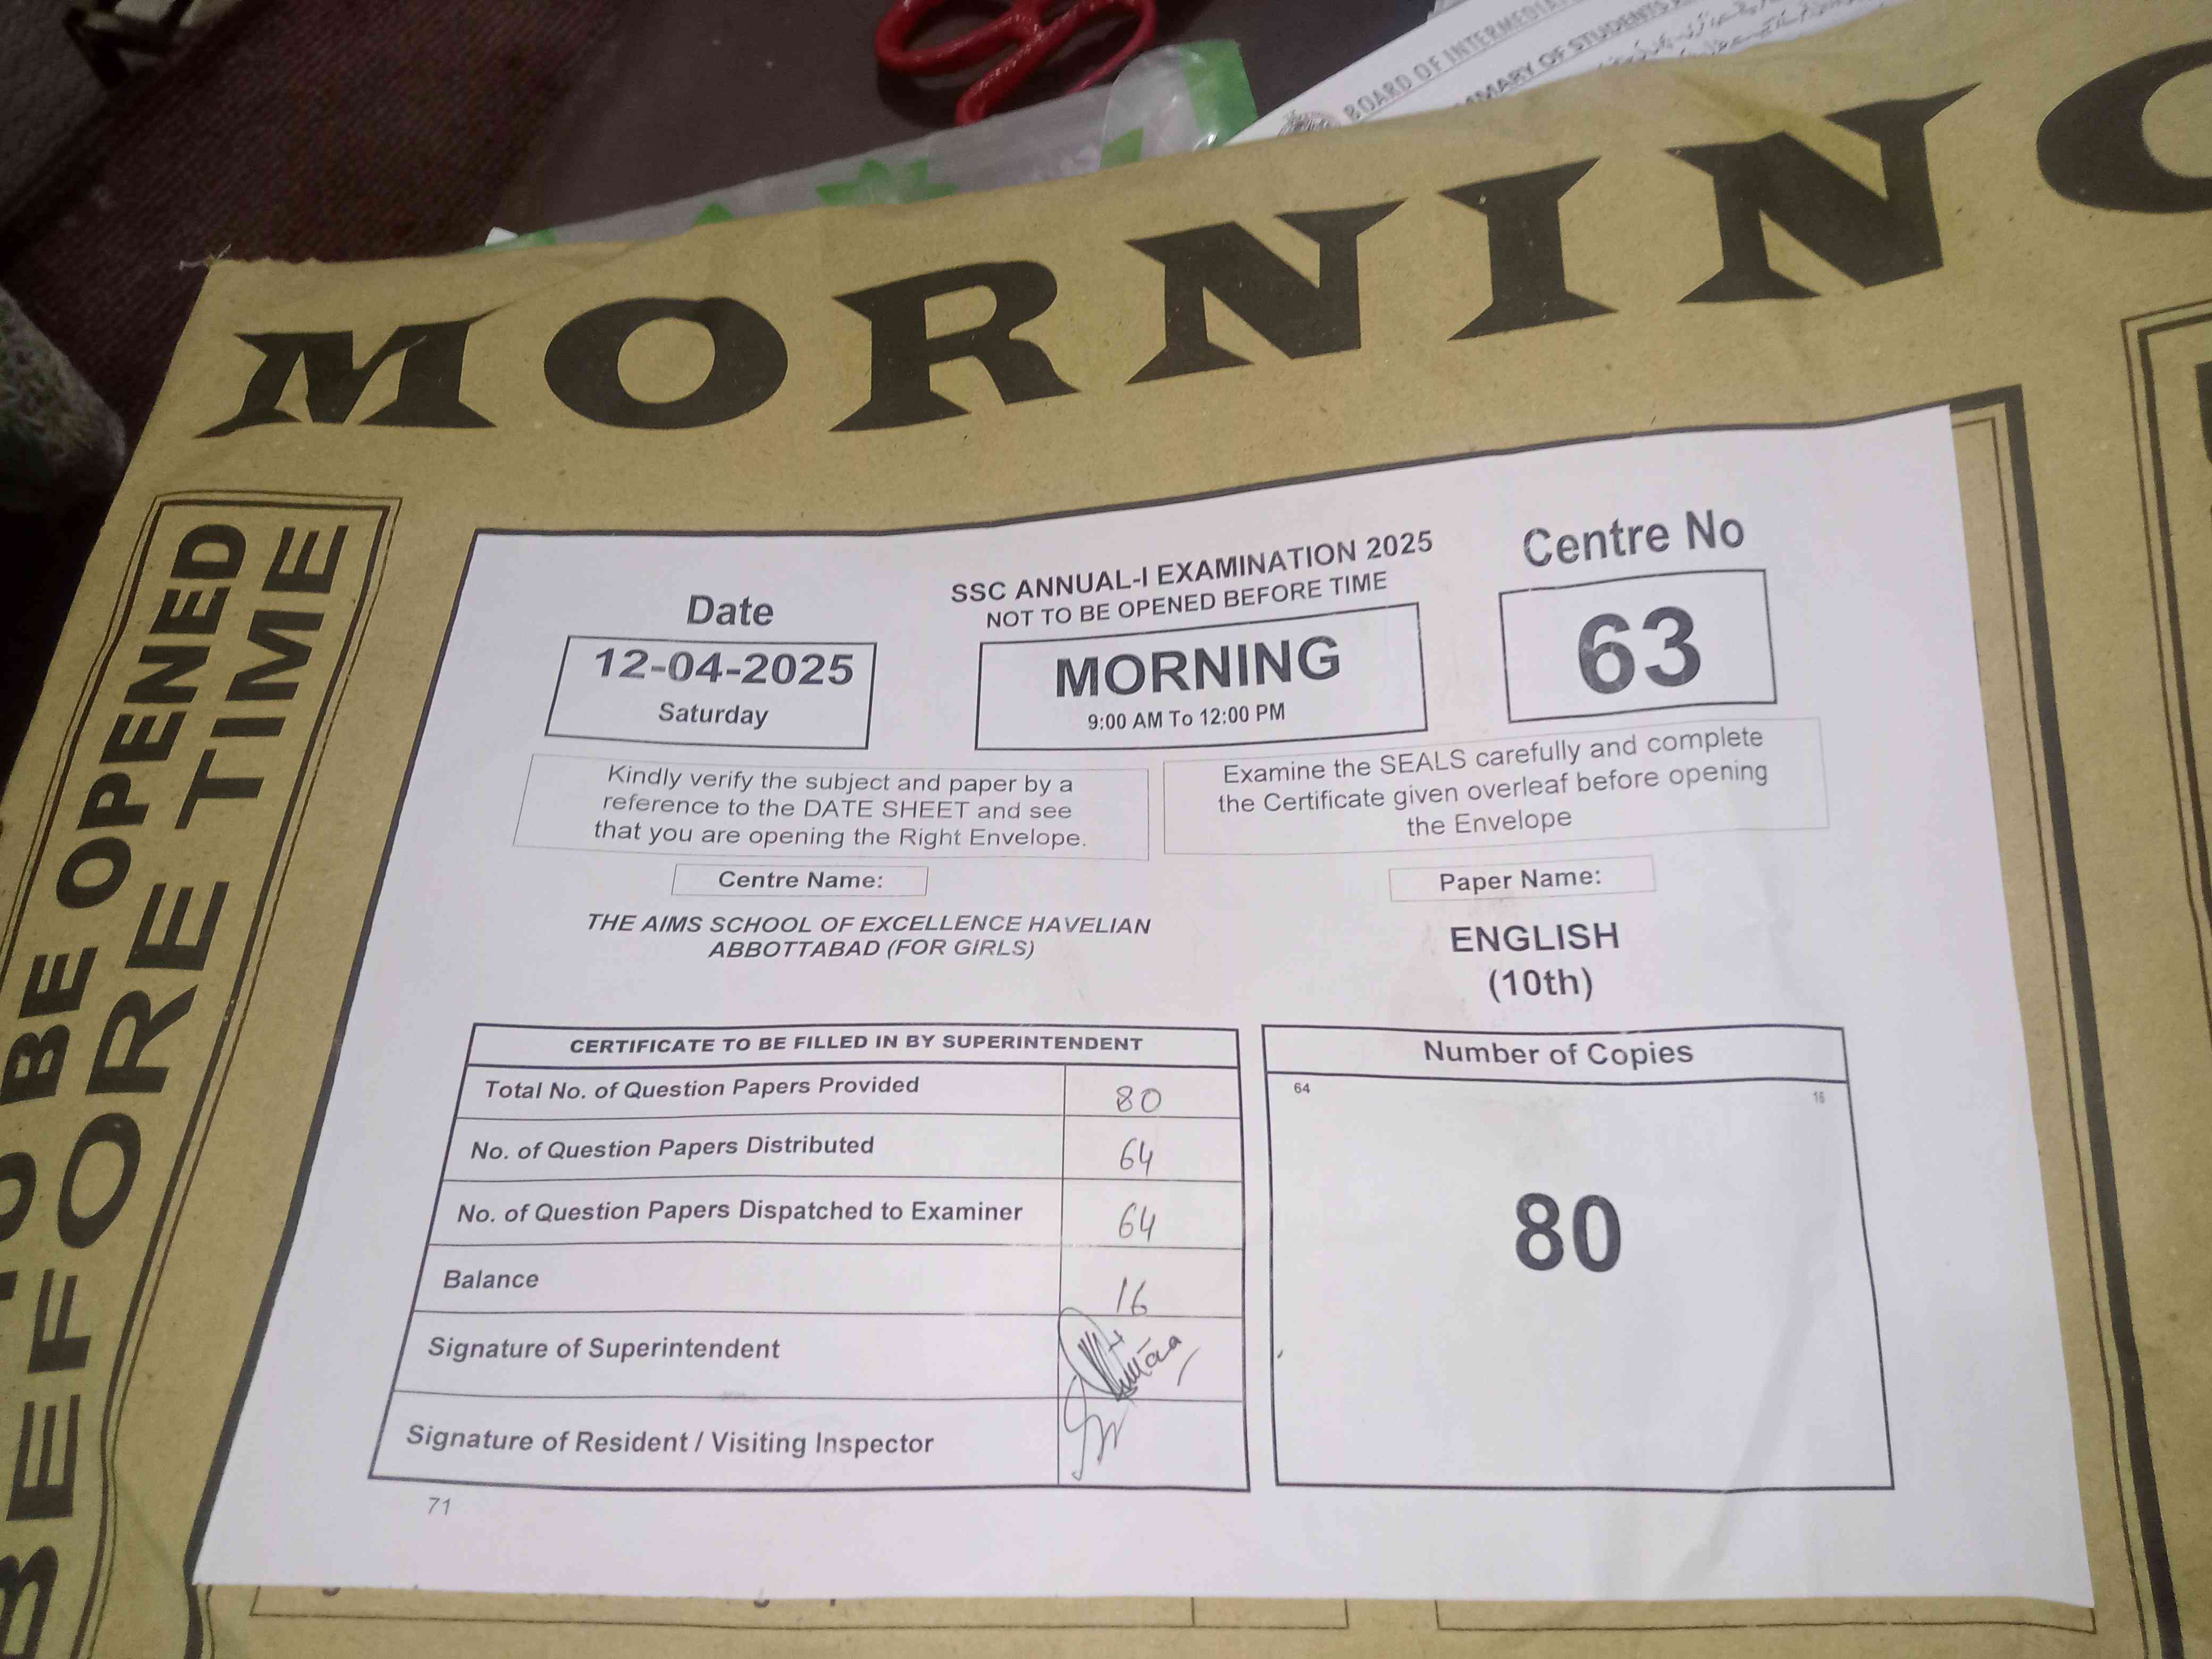 BOARD OF INTERMEDIA
MMARY OF STUDENTS
MORNING
BE OPENED
BEFORE TIME
SSC ANNUAL-I EXAMINATION 2025
NOT TO BE OPENED BEFORE TIME
Date
12-04-2025
Saturday
MORNING
9:00 AM To 12:00 PM
Centre No
63
Kindly verify the subject and paper by a
reference to the DATE SHEET and see
that you are opening the Right Envelope.
Examine the SEALS carefully and complete
the Certificate given overleaf before opening
the Envelope
Centre Name:
THE AIMS SCHOOL OF EXCELLENCE HAVELIAN
ABBOTTABAD (FOR GIRLS)
Paper Name:
ENGLISH
(10th)
CERTIFICATE TO BE FILLED IN BY SUPERINTENDENT
Total No. of Question Papers Provided 80
No. of Question Papers Distributed 64
No. of Question Papers Dispatched to Examiner 64
Balance 16
Signature of Superintendent
Signature of Resident / Visiting Inspector
Number of Copies
64 16
80
71